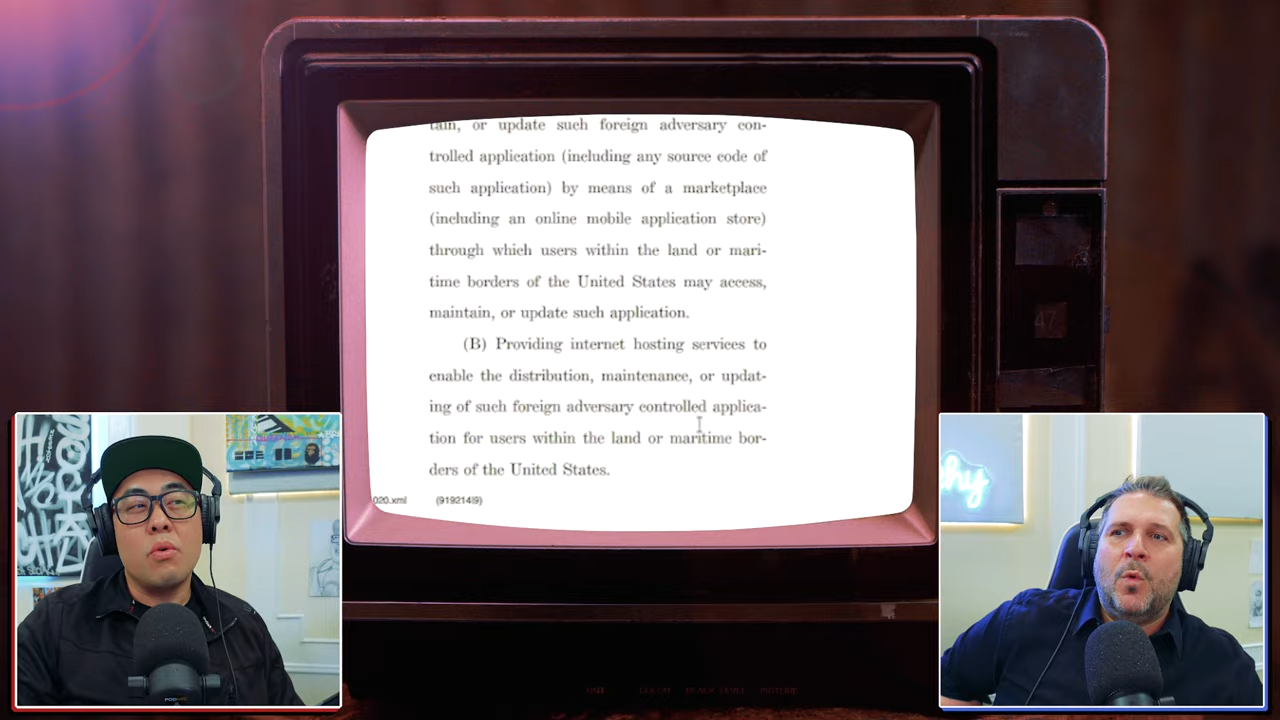 tain, or update such foreign adversary con-
trolled application (including any source code of
such application) by means of a marketplace
(including an online mobile application store)
through which users within the land or mari-
time borders of the United States may access,
maintain, or update such application.
(B) Providing internet hosting services to
enable the distribution, maintenance, or updat-
ing of such foreign adversary controlled applica-
tion for users within the land or maritime bor-
ders of the United States.
020.xml (919214|9)
47
hy